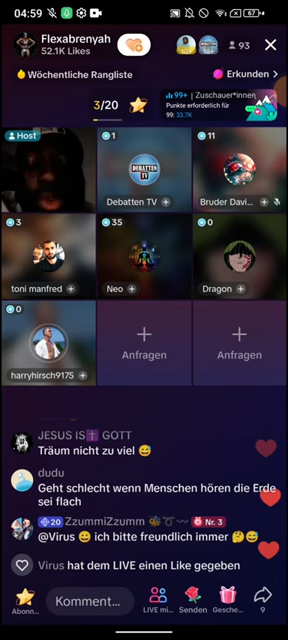 04:59
67
Flexabrenyah
52.1K Likes
93
Wöchentliche Rangliste
Erkunden >
3/20
99+ | Zuschauer*innen
Punkte erforderlich für
99: 33.7K
Host
1
DEBATTEN
TV
Debatten TV
11
Bruder Davi...
3
toni manfred
35
Neo
0
Dragon
0
harryhirsch9175
Anfragen
Anfragen
JESUS IS✝️ GOTT
Träum nicht zu viel 😅
dudu
Geht schlecht wenn Menschen hören die Erde
sei flach
20 ZzummiZzumm Nr. 3
@Virus 😀 ich bitte freundlich immer 🤔😅
Virus hat dem LIVE einen Like gegeben
Abonn...
Komment...
LIVE mi...
Senden
Gesche...
9